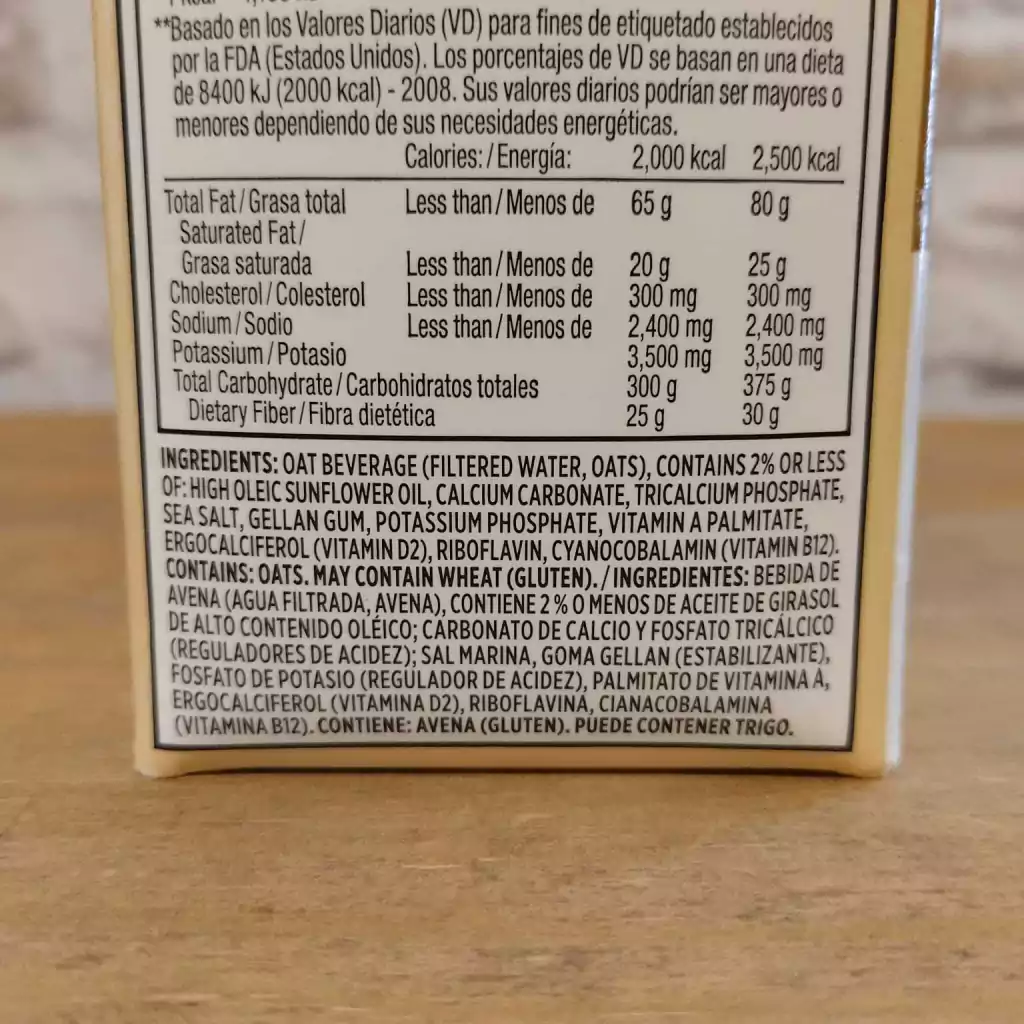 **Basado en los Valores Diarios (VD) para fines de etiquetado establecidos
por la FDA (Estados Unidos). Los porcentajes de VD se basan en una dieta
de 8400 kJ (2000 kcal) - 2008. Sus valores diarios podrían ser mayores o
menores dependiendo de sus necesidades energéticas.
Calories:/Energía: 2,000 kcal 2,500 kcal
Total Fat/Grasa total Less than/Menos de 65 g 80 g
Saturated Fat/
Grasa saturada Less than/Menos de 20 g 25 g
Cholesterol/Colesterol Less than/Menos de 300 mg 300 mg
Sodium/Sodio Less than/Menos de 2,400 mg 2,400 mg
Potassium/Potasio 3,500 mg 3,500 mg
Total Carbohydrate/Carbohidratos totales 300 g 375 g
Dietary Fiber/Fibra dietética 25 g 30 g
INGREDIENTS: OAT BEVERAGE (FILTERED WATER, OATS), CONTAINS 2% OR LESS
OF: HIGH OLEIC SUNFLOWER OIL, CALCIUM CARBONATE, TRICALCIUM PHOSPHATE,
SEA SALT, GELLAN GUM, POTASSIUM PHOSPHATE, VITAMIN A PALMITATE,
ERGOCALCIFEROL (VITAMIN D2), RIBOFLAVIN, CYANOCOBALAMIN (VITAMIN B12).
CONTAINS: OATS. MAY CONTAIN WHEAT (GLUTEN)./INGREDIENTES: BEBIDA DE
AVENA (AGUA FILTRADA, AVENA), CONTIENE 2 % O MENOS DE ACEITE DE GIRASOL
DE ALTO CONTENIDO OLÉICO; CARBONATO DE CALCIO Y FOSFATO TRICÁLCICO
(REGULADORES DE ACIDEZ); SAL MARINA, GOMA GELLAN (ESTABILIZANTE),
FOSFATO DE POTASIO (REGULADOR DE ACIDEZ), PALMITATO DE VITAMINA A,
ERGOCALCIFEROL (VITAMINA D2), RIBOFLAVINA, CIANACOBALAMINA
(VITAMINA B12). CONTIENE: AVENA (GLUTEN). PUEDE CONTENER TRIGO.